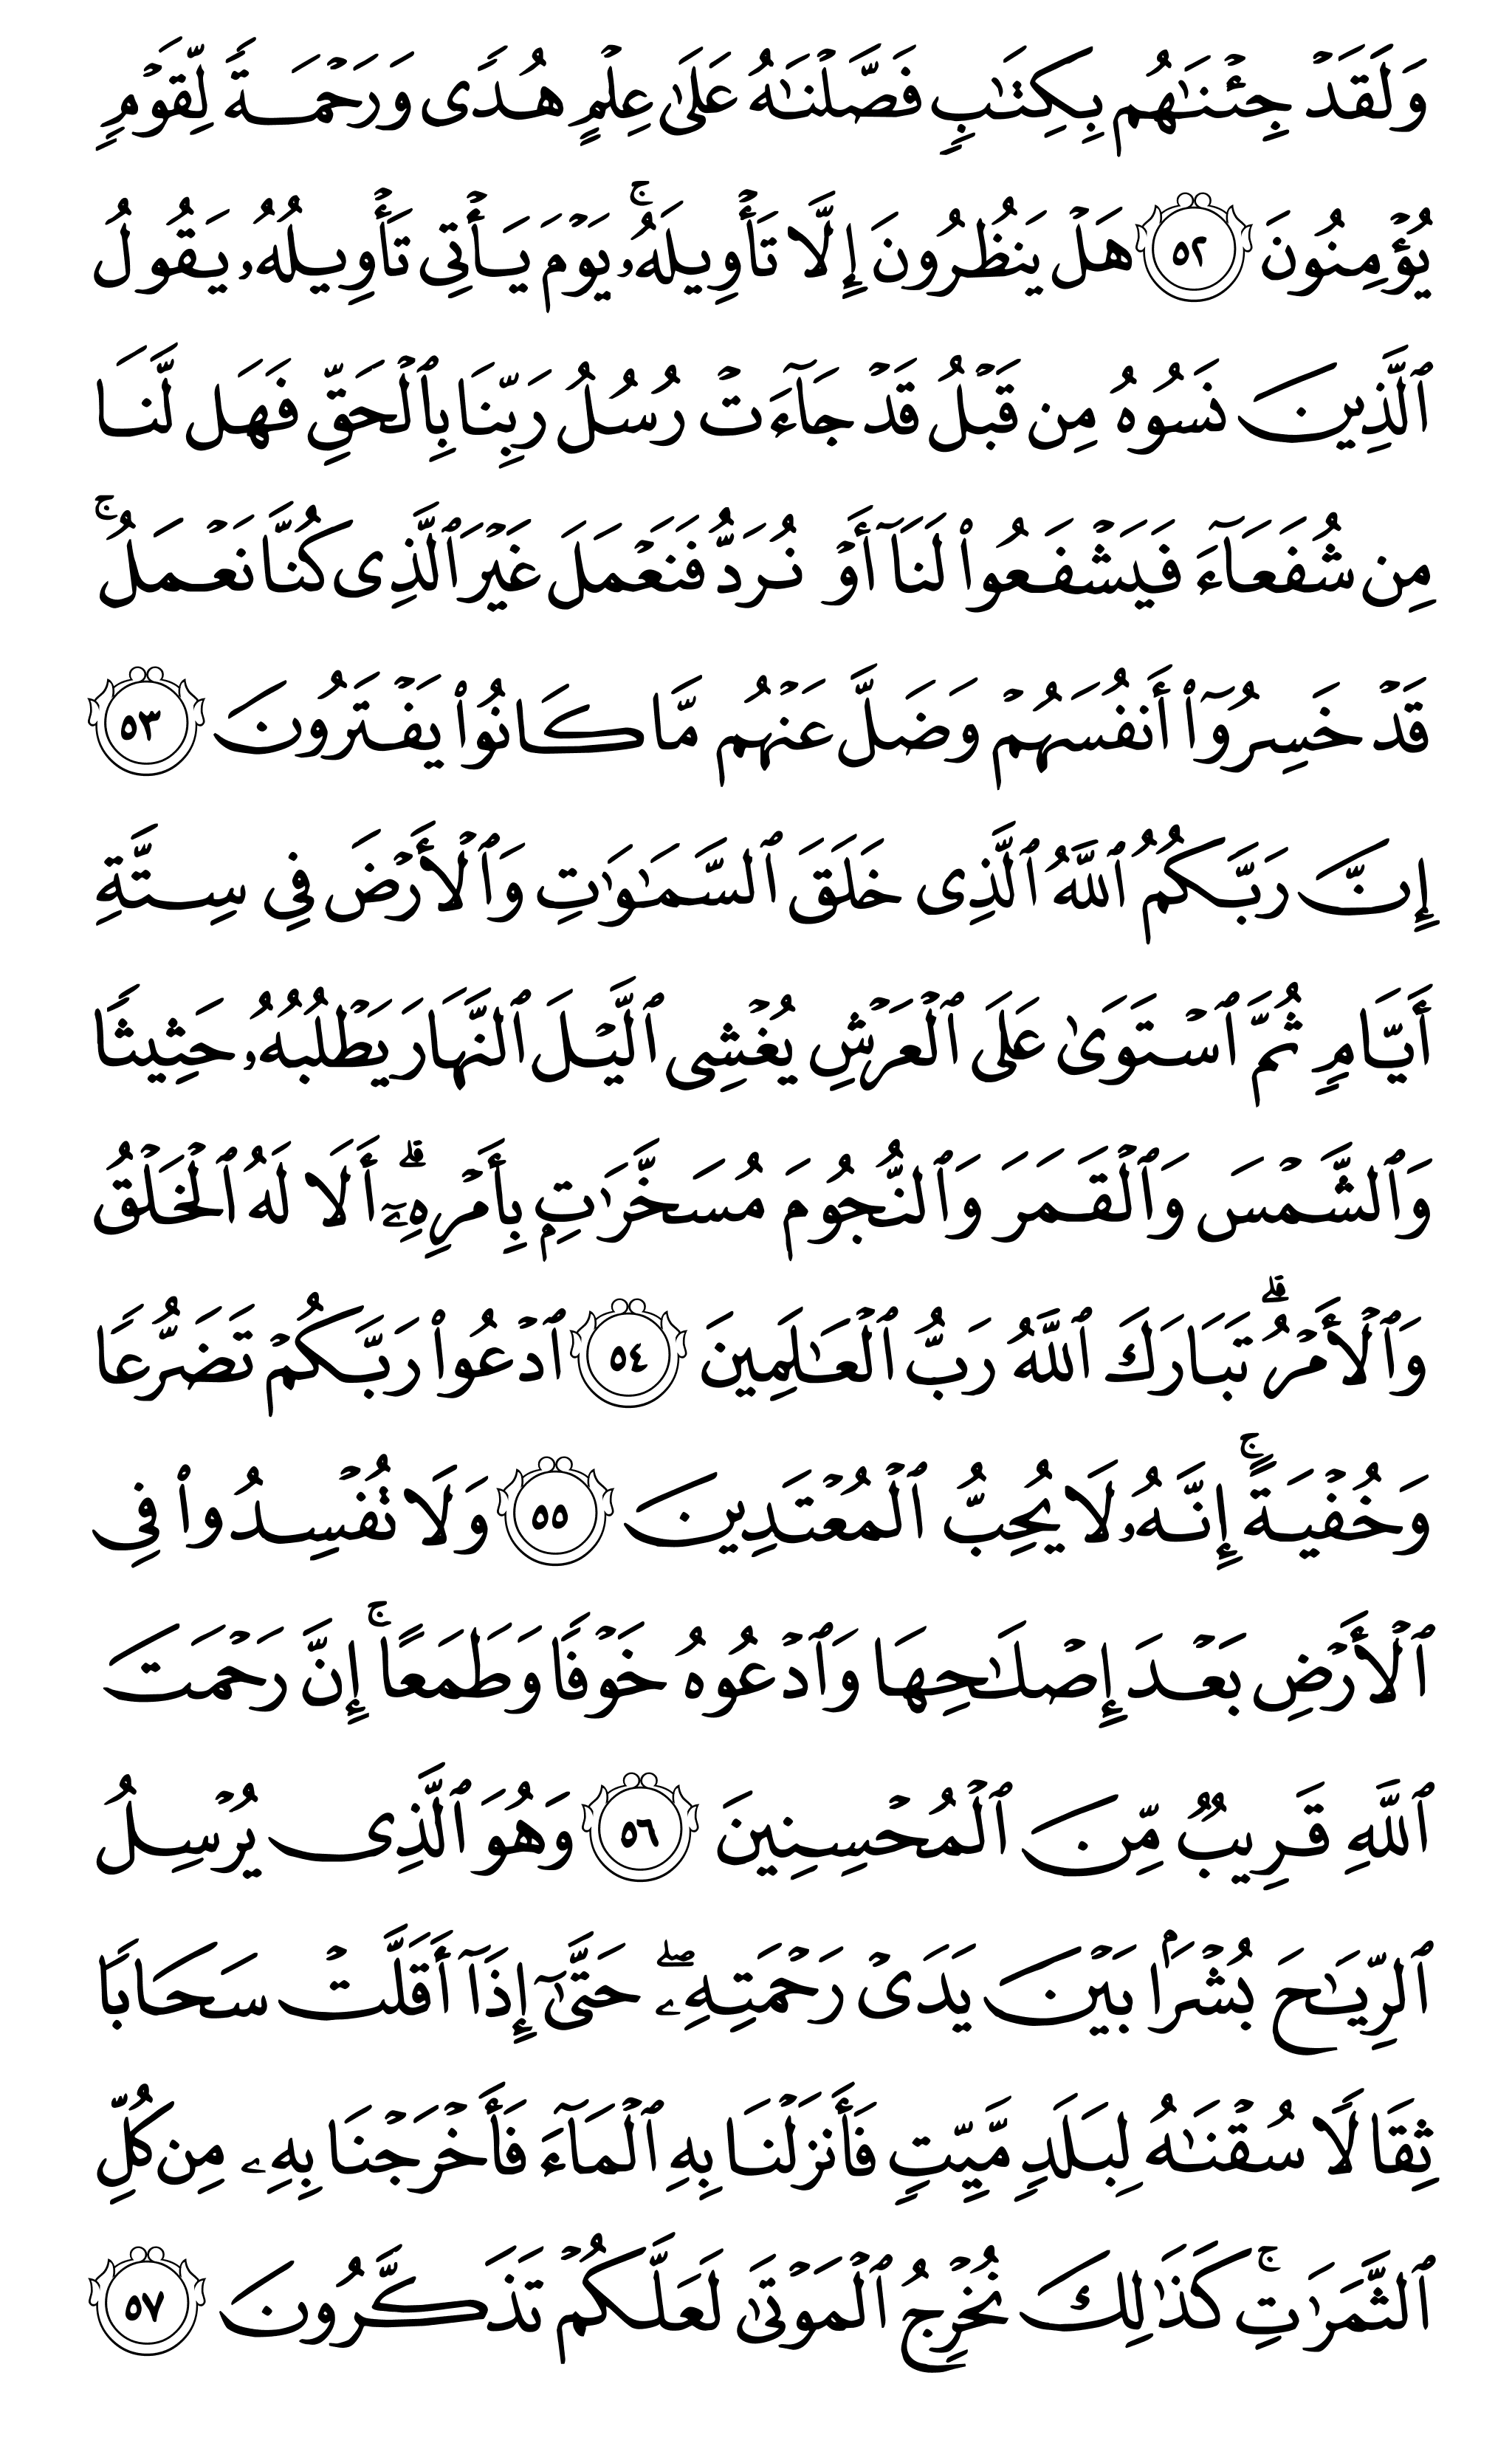 وَلَقَدۡ جِئۡنَٰهُم بِكِتَٰبٖ فَصَّلۡنَٰهُ عَلَىٰ عِلۡمٍ هُدٗى وَرَحۡمَةٗ لِّقَوۡمٖ
يُؤۡمِنُونَ ٥٢ هَلۡ يَنظُرُونَ إِلَّا تَأۡوِيلَهُۥۚ يَوۡمَ يَأۡتِي تَأۡوِيلُهُۥ يَقُولُ
ٱلَّذِينَ نَسُوهُ مِن قَبۡلُ قَدۡ جَآءَتۡ رُسُلُ رَبِّنَا بِٱلۡحَقِّ فَهَل لَّنَا
مِن شُفَعَآءَ فَيَشۡفَعُواْ لَنَآ أَوۡ نُرَدُّ فَنَعۡمَلَ غَيۡرَ ٱلَّذِي كُنَّا نَعۡمَلُۚ
قَدۡ خَسِرُوٓاْ أَنفُسَهُمۡ وَضَلَّ عَنۡهُم مَّا كَانُواْ يَفۡتَرُونَ ٥٣
إِنَّ رَبَّكُمُ ٱللَّهُ ٱلَّذِي خَلَقَ ٱلسَّمَٰوَٰتِ وَٱلۡأَرۡضَ فِي سِتَّةِ
أَيَّامٖ ثُمَّ ٱسۡتَوَىٰ عَلَى ٱلۡعَرۡشِۖ يُغۡشِي ٱلَّيۡلَ ٱلنَّهَارَ يَطۡلُبُهُۥ حَثِيثٗا
وَٱلشَّمۡسَ وَٱلۡقَمَرَ وَٱلنُّجُومَ مُسَخَّرَٰتِۭ بِأَمۡرِهِۦٓۗ أَلَا لَهُ ٱلۡخَلۡقُ
وَٱلۡأَمۡرُۗ تَبَارَكَ ٱللَّهُ رَبُّ ٱلۡعَٰلَمِينَ ٥٤ ٱدۡعُواْ رَبَّكُمۡ تَضَرُّعٗا
وَخُفۡيَةًۚ إِنَّهُۥ لَا يُحِبُّ ٱلۡمُعۡتَدِينَ ٥٥ وَلَا تُفۡسِدُواْ فِي
ٱلۡأَرۡضِ بَعۡدَ إِصۡلَٰحِهَا وَٱدۡعُوهُ خَوۡفٗا وَطَمَعًاۚ إِنَّ رَحۡمَتَ
ٱللَّهِ قَرِيبٞ مِّنَ ٱلۡمُحۡسِنِينَ ٥٦ وَهُوَ ٱلَّذِي يُرۡسِلُ
ٱلرِّيَٰحَ بُشۡرَۢا بَيۡنَ يَدَيۡ رَحۡمَتِهِۦۖ حَتَّىٰٓ إِذَآ أَقَلَّتۡ سَحَابٗا
ثِقَالٗا سُقۡنَٰهُ لِبَلَدٖ مَّيِّتٖ فَأَنزَلۡنَا بِهِ ٱلۡمَآءَ فَأَخۡرَجۡنَا بِهِۦ مِن كُلِّ
ٱلثَّمَرَٰتِۚ كَذَٰلِكَ نُخۡرِجُ ٱلۡمَوۡتَىٰ لَعَلَّكُمۡ تَذَكَّرُونَ ٥٧